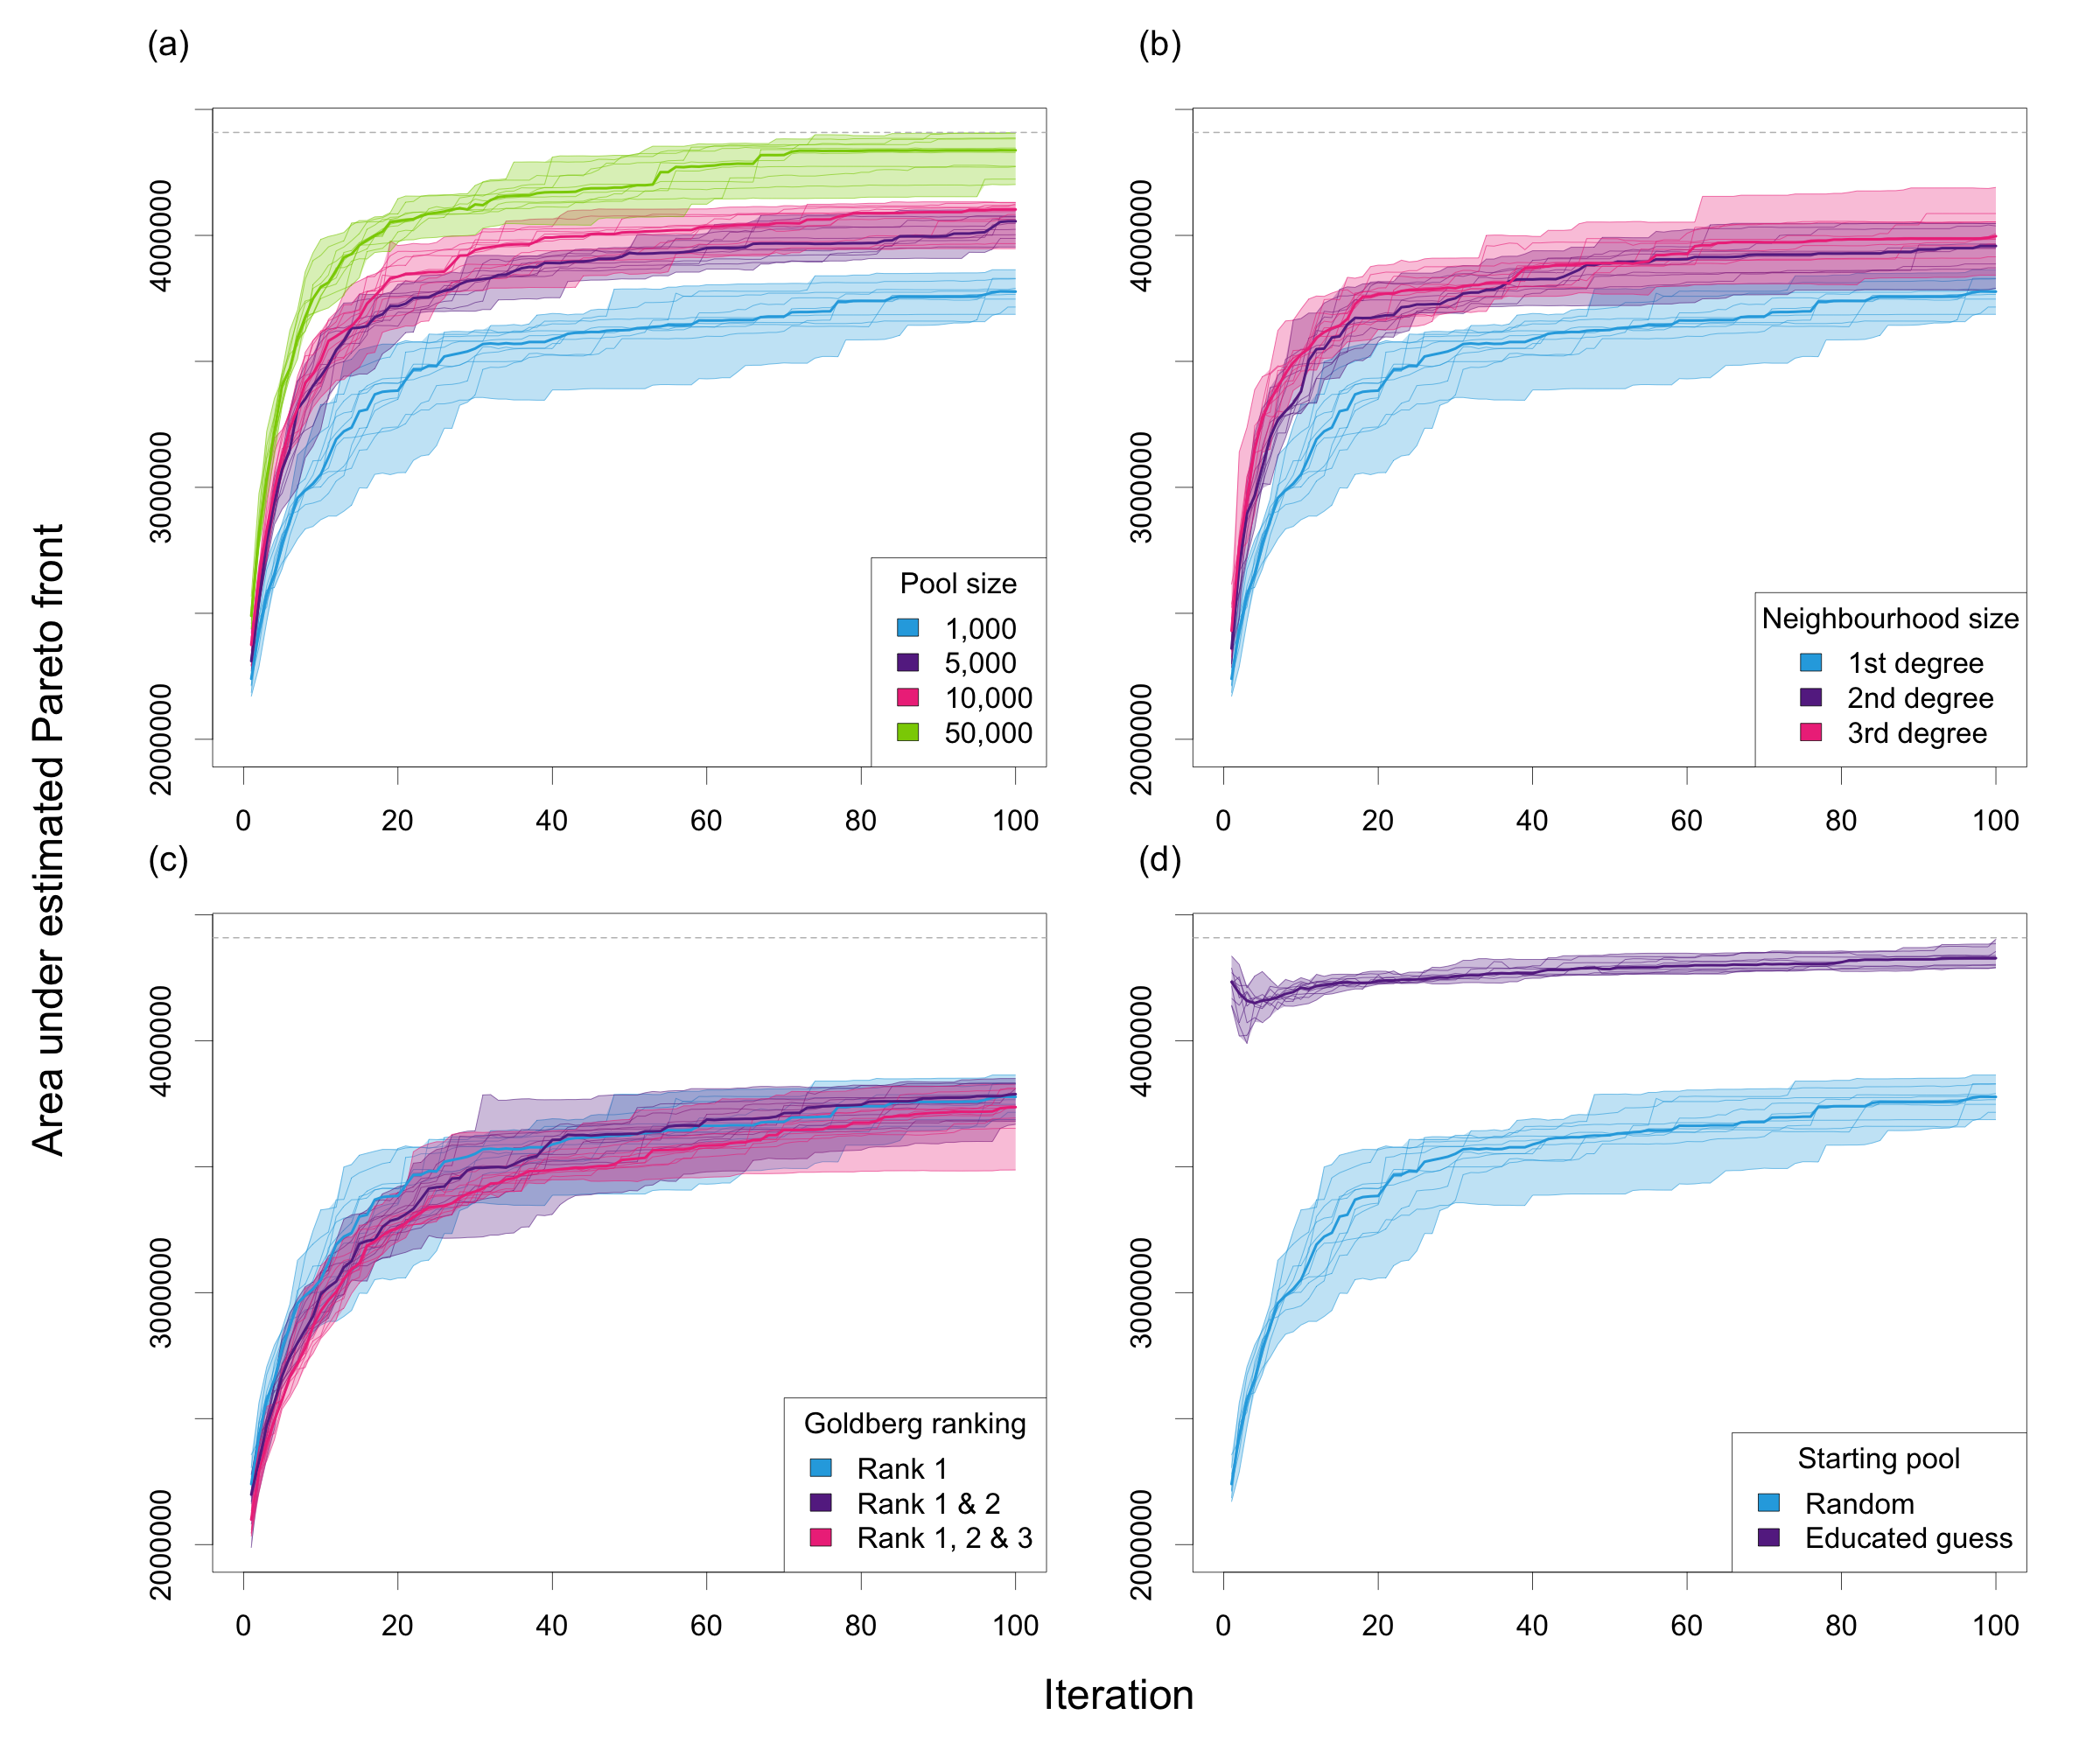 (a)
(b)
4000000
3000000
2000000
Pool size
1,000
5,000
10,000
50,000
0 20 40 60 80 100
4000000
3000000
2000000
Neighbourhood size
1st degree
2nd degree
3rd degree
0 20 40 60 80 100
Area under estimated Pareto front
(c)
(d)
4000000
3000000
2000000
Goldberg ranking
Rank 1
Rank 1 & 2
Rank 1, 2 & 3
0 20 40 60 80 100
4000000
3000000
2000000
Starting pool
Random
Educated guess
0 20 40 60 80 100
Iteration